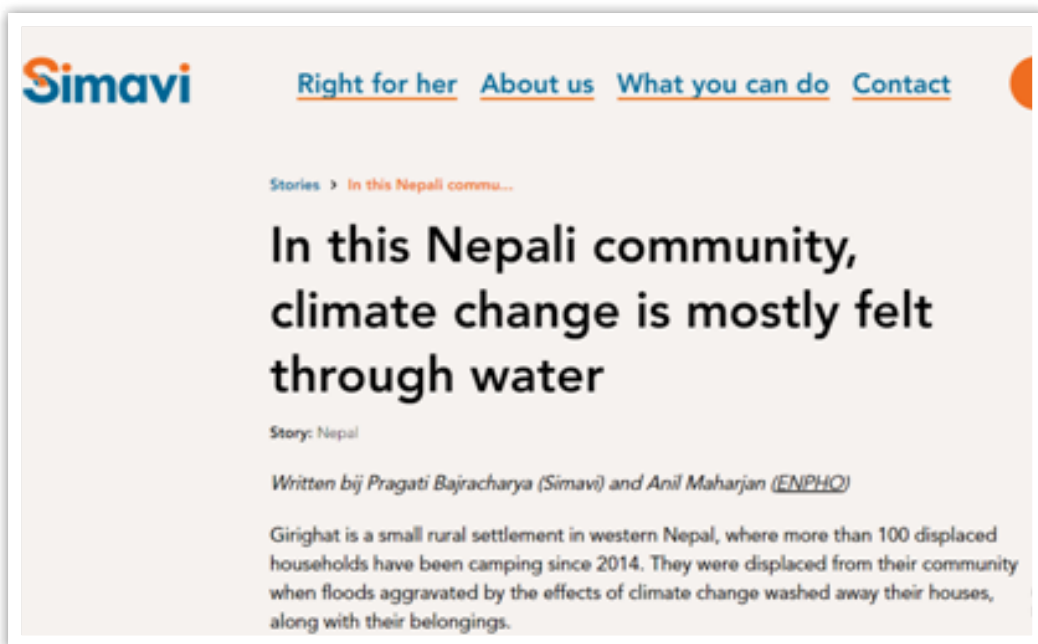 Simavi
Right for her About us What you can do Contact
Stories > In this Nepali commu...
In this Nepali community,
climate change is mostly felt
through water
Story: Nepal
Written bij Pragati Bajracharya (Simavi) and Anil Maharjan (ENPHO)
Girighat is a small rural settlement in western Nepal, where more than 100 displaced
households have been camping since 2014. They were displaced from their community
when floods aggravated by the effects of climate change washed away their houses,
along with their belongings.